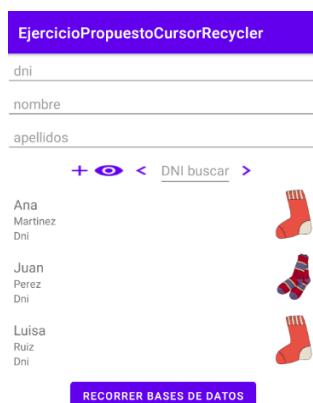 EjercicioPropuestoCursorRecycler
dni
nombre
apellidos
+ < DNI buscar >
Ana
Martinez
Dni
Juan
Perez
Dni
Luisa
Ruiz
Dni
RECORRER BASES DE DATOS